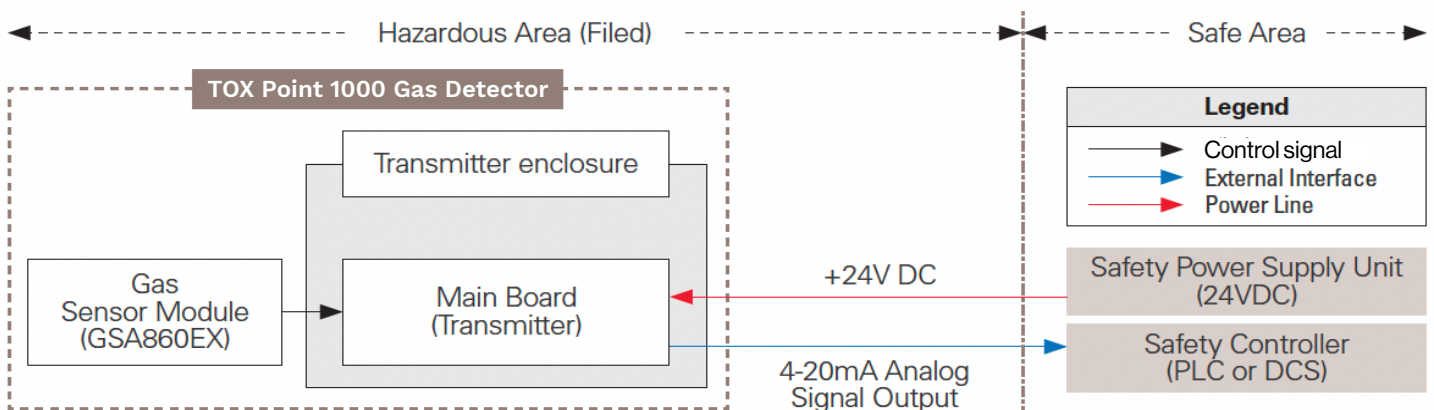 Hazardous Area (Filed)
Safe Area
TOX Point 1000 Gas Detector
Legend
Control signal
External Interface
Power Line
Transmitter enclosure
Gas
Sensor Module
(GSA860EX)
Main Board
(Transmitter)
+24V DC
4-20mA Analog
Signal Output
Safety Power Supply Unit
(24VDC)
Safety Controller
(PLC or DCS)